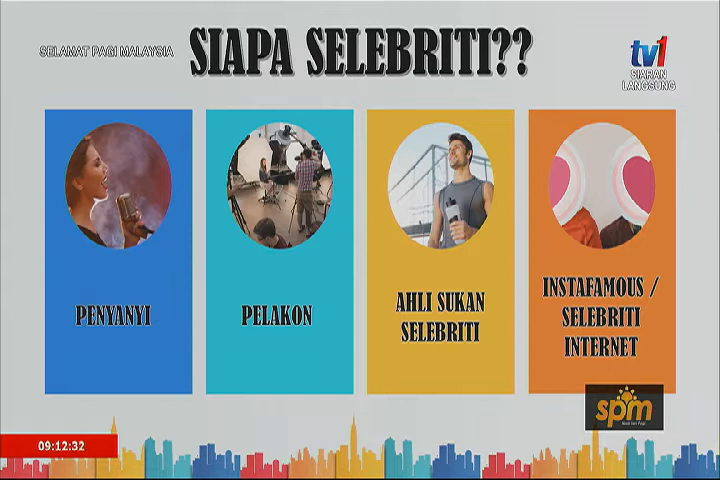 SELAMAT PAGI MALAYSIA
SIAPA SELEBRITI??
tv1
SIARAN
LANGSUNG
PENYANYI
PELAKON
AHLI SUKAN
SELEBRITI
INSTAFAMOUS /
SELEBRITI
INTERNET
spm
09:12:32